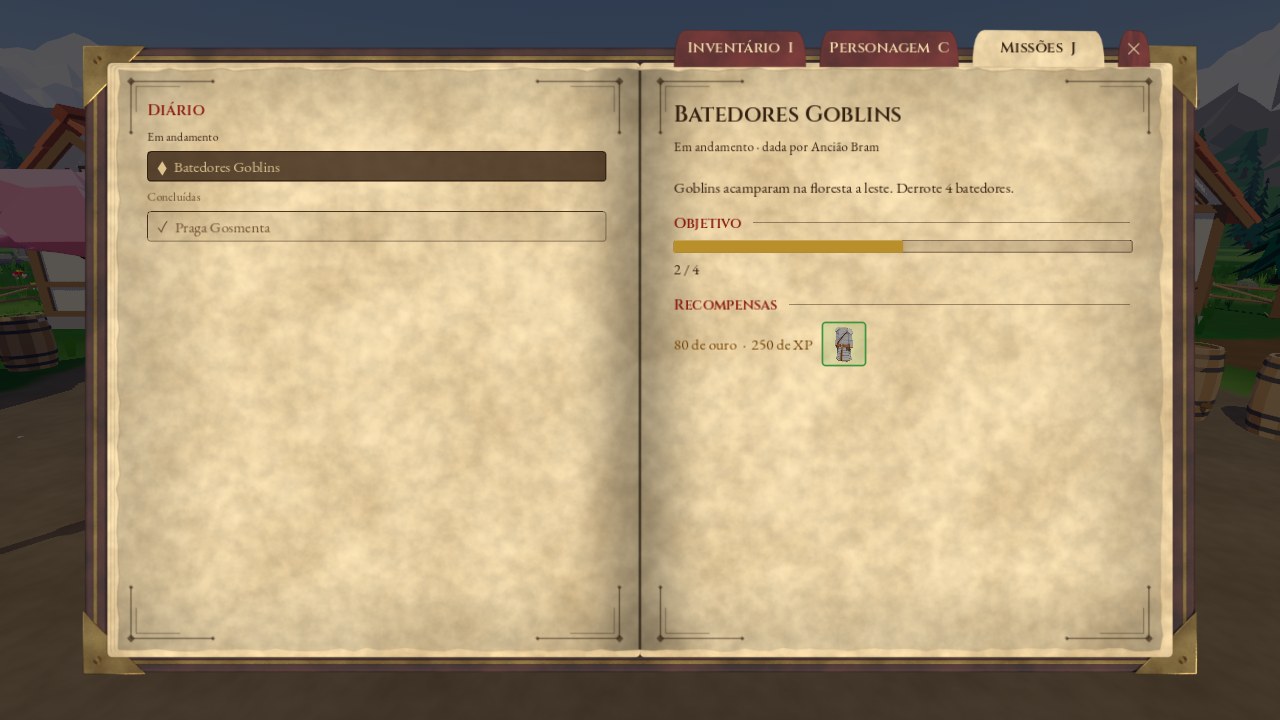 Inventário I
Personagem C
Missões J
×
Diário
Em andamento
Batedores Goblins
Concluídas
✓ Praga Gosmenta
Batedores Goblins
Em andamento · dada por Ancião Bram
Goblins acamparam na floresta a leste. Derrote 4 batedores.
Objetivo
2 / 4
Recompensas
80 de ouro · 250 de XP